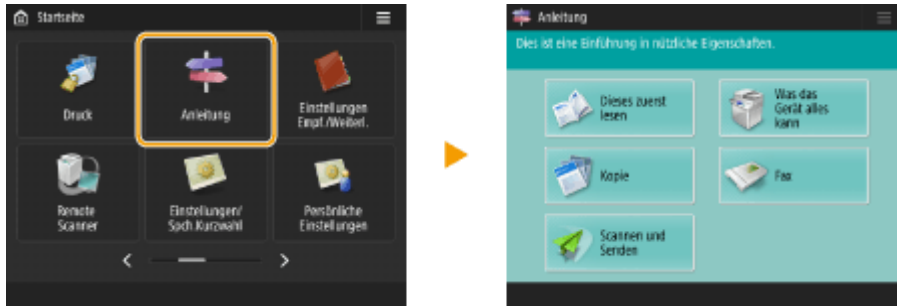 Startseite
Druck
Anleitung
Einstellungen
Empf./Weiterl.
Remote
Scanner
Einstellungen/
Spch.Kurzwahl
Persönliche
Einstellungen
Anleitung
Dies ist eine Einführung in nützliche Eigenschaften.
Dieses zuerst
lesen
Was das
Gerät alles
kann
Kopie
Fax
Scannen und
Senden